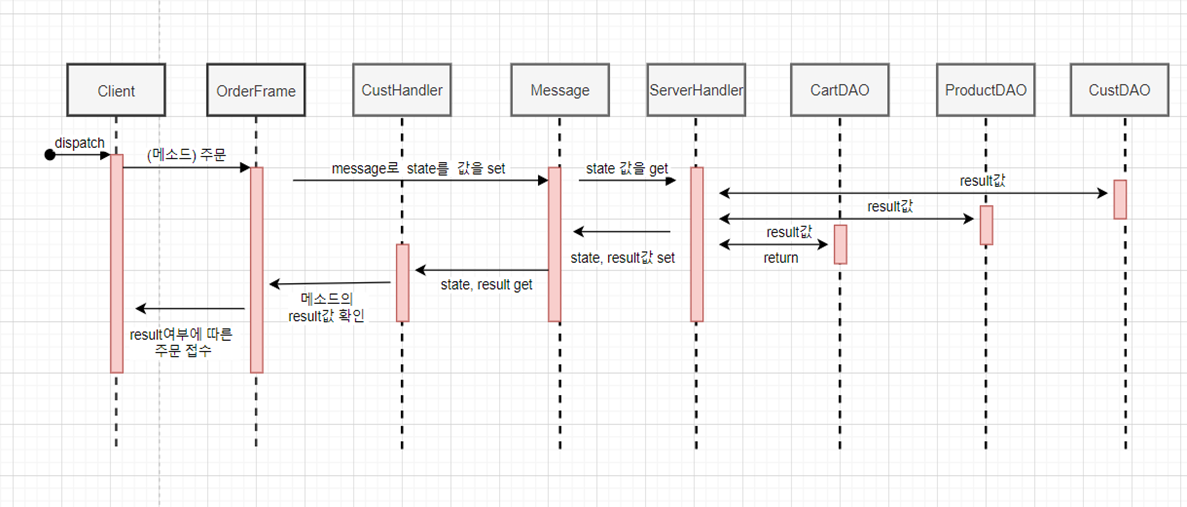 Client
OrderFrame
CustHandler
Message
ServerHandler
CartDAO
ProductDAO
CustDAO
dispatch
(메소드) 주문
message로 state를 값을 set
state 값을 get
result값
result값
result값
return
state, result값 set
state, result get
메소드의
result값 확인
result여부에 따른
주문 접수